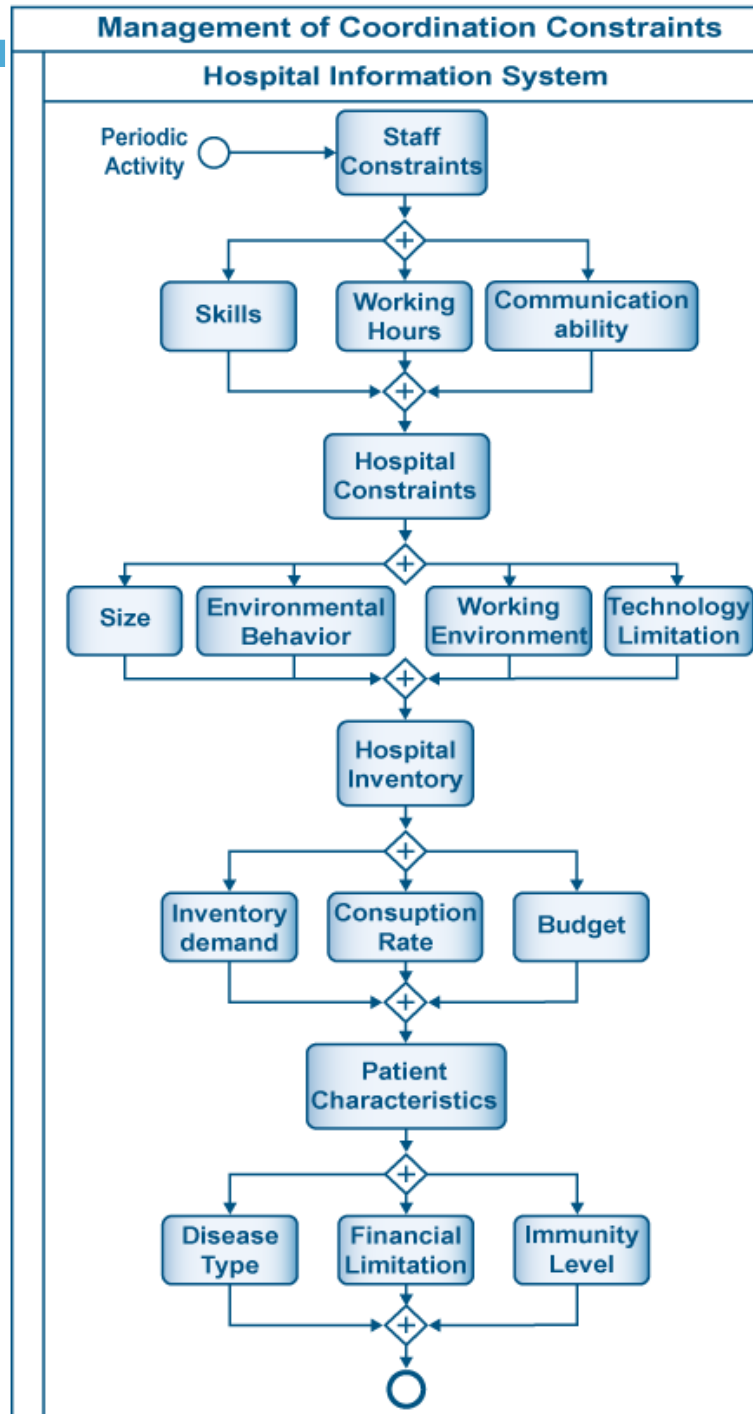 Management of Coordination Constraints
Hospital Information System
Periodic
Activity
Staff
Constraints
Skills
Working
Hours
Communication
ability
Hospital
Constraints
Size
Environmental
Behavior
Working
Environment
Technology
Limitation
Hospital
Inventory
Inventory
demand
Consuption
Rate
Budget
Patient
Characteristics
Disease
Type
Financial
Limitation
Immunity
Level